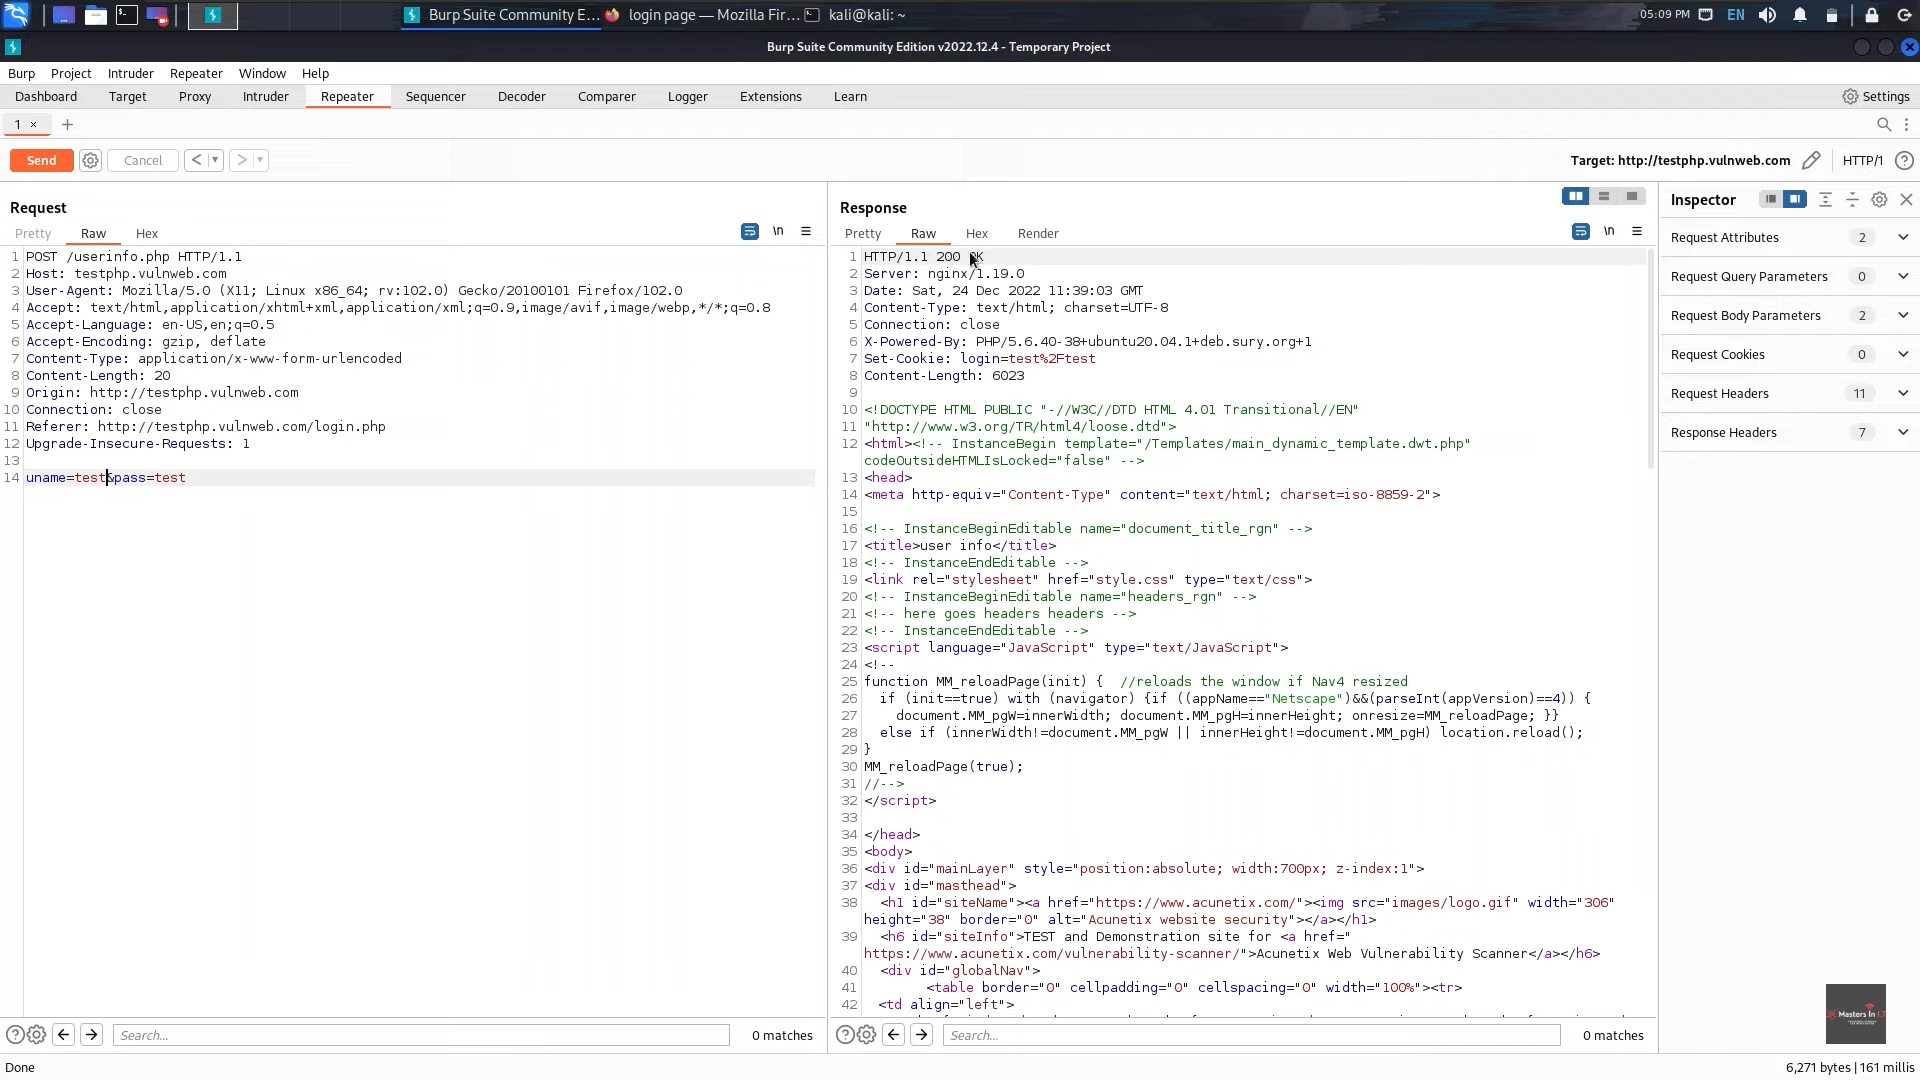 Burp Suite Community E...
login page — Mozilla Fir...
kali@kali: ~
05:09 PM
EN
Burp Suite Community Edition v2022.12.4 - Temporary Project
Burp Project Intruder Repeater Window Help
Dashboard Target Proxy Intruder Repeater Sequencer Decoder Comparer Logger Extensions Learn
Settings
1 ×
Send
Cancel
Target: http://testphp.vulnweb.com
HTTP/1
Request
Pretty Raw Hex
\n
1 POST /userinfo.php HTTP/1.1
2 Host: testphp.vulnweb.com
3 User-Agent: Mozilla/5.0 (X11; Linux x86_64; rv:102.0) Gecko/20100101 Firefox/102.0
4 Accept: text/html,application/xhtml+xml,application/xml;q=0.9,image/avif,image/webp,*/*;q=0.8
5 Accept-Language: en-US,en;q=0.5
6 Accept-Encoding: gzip, deflate
7 Content-Type: application/x-www-form-urlencoded
8 Content-Length: 20
9 Origin: http://testphp.vulnweb.com
10 Connection: close
11 Referer: http://testphp.vulnweb.com/login.php
12 Upgrade-Insecure-Requests: 1
13
14 uname=test&pass=test
Search...
0 matches
Response
Pretty Raw Hex Render
\n
1 HTTP/1.1 200 OK
2 Server: nginx/1.19.0
3 Date: Sat, 24 Dec 2022 11:39:03 GMT
4 Content-Type: text/html; charset=UTF-8
5 Connection: close
6 X-Powered-By: PHP/5.6.40-38+ubuntu20.04.1+deb.sury.org+1
7 Set-Cookie: login=test%2Ftest
8 Content-Length: 6023
9
10 <!DOCTYPE HTML PUBLIC "-//W3C//DTD HTML 4.01 Transitional//EN"
11 "http://www.w3.org/TR/html4/loose.dtd">
12 <html><!-- InstanceBegin template="/Templates/main_dynamic_template.dwt.php"
codeOutsideHTMLIsLocked="false" -->
13 <head>
14 <meta http-equiv="Content-Type" content="text/html; charset=iso-8859-2">
15
16 <!-- InstanceBeginEditable name="document_title_rgn" -->
17 <title>user info</title>
18 <!-- InstanceEndEditable -->
19 <link rel="stylesheet" href="style.css" type="text/css">
20 <!-- InstanceBeginEditable name="headers_rgn" -->
21 <!-- here goes headers headers -->
22 <!-- InstanceEndEditable -->
23 <script language="JavaScript" type="text/JavaScript">
24 <!--
25 function MM_reloadPage(init) {  //reloads the window if Nav4 resized
26   if (init==true) with (navigator) {if ((appName=="Netscape")&&(parseInt(appVersion)==4)) {
27     document.MM_pgW=innerWidth; document.MM_pgH=innerHeight; onresize=MM_reloadPage; }}
28   else if (innerWidth!=document.MM_pgW || innerHeight!=document.MM_pgH) location.reload();
29 }
30 MM_reloadPage(true);
31 //-->
32 </script>
33
34 </head>
35 <body>
36 <div id="mainLayer" style="position:absolute; width:700px; z-index:1">
37 <div id="masthead">
38   <h1 id="siteName"><a href="https://www.acunetix.com/"><img src="images/logo.gif" width="306"
height="38" border="0" alt="Acunetix website security"></a></h1>
39   <h6 id="siteInfo">TEST and Demonstration site for <a href="
https://www.acunetix.com/vulnerability-scanner/">Acunetix Web Vulnerability Scanner</a></h6>
40   <div id="globalNav">
41     <table border="0" cellpadding="0" cellspacing="0" width="100%"><tr>
42   <td align="left">
Search...
0 matches
Inspector
Request Attributes 2
Request Query Parameters 0
Request Body Parameters 2
Request Cookies 0
Request Headers 11
Response Headers 7
Masters In I.T
Done
6,271 bytes | 161 millis